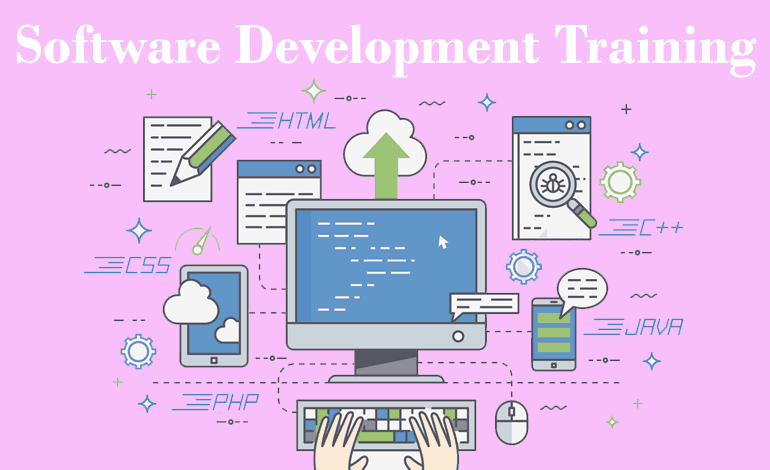 Software Development Training
HTML
C++
CSS
JAVA
PHP